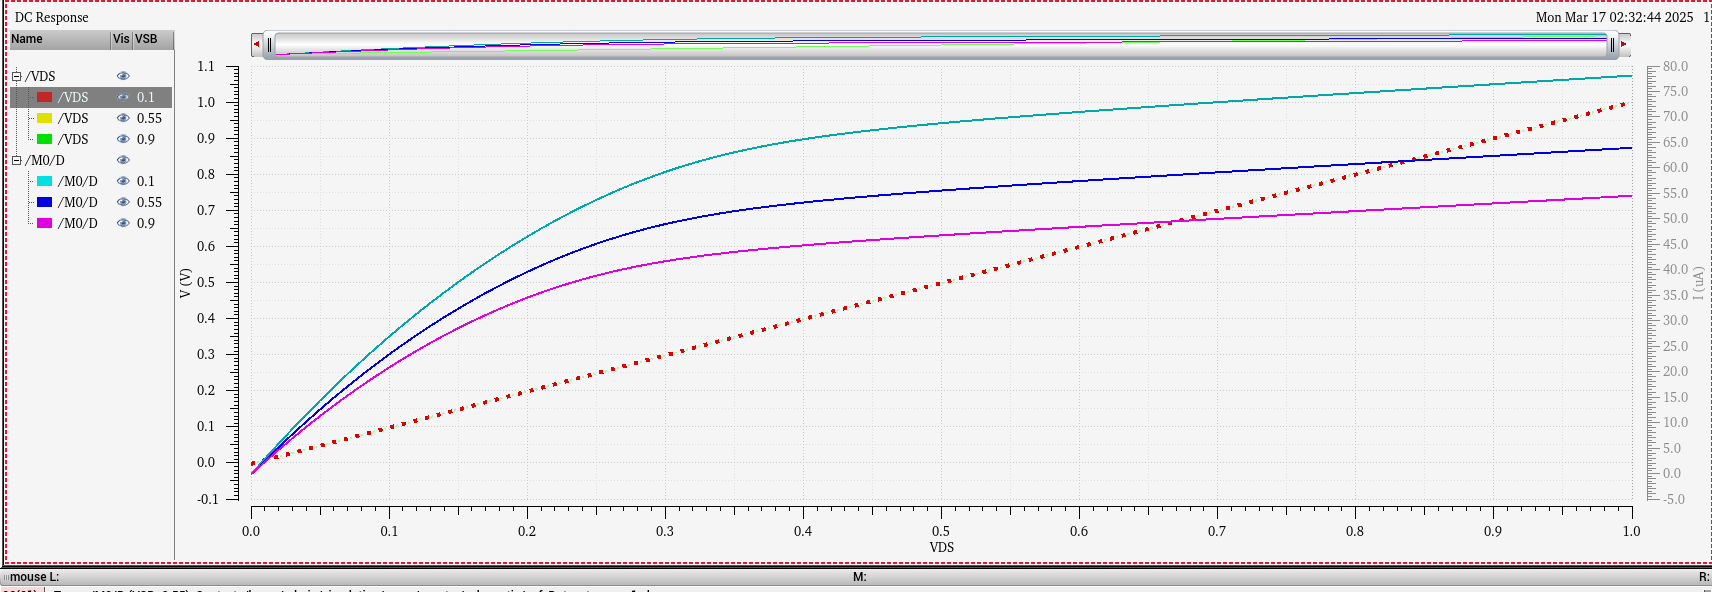 DC Response
Mon Mar 17 02:32:44 2025 1
Name Vis VSB
/VDS
/VDS 0.1
/VDS 0.55
/VDS 0.9
/M0/D
/M0/D 0.1
/M0/D 0.55
/M0/D 0.9
V (V)
1.1
1.0
0.9
0.8
0.7
0.6
0.5
0.4
0.3
0.2
0.1
0.0
-0.1
0.0 0.1 0.2 0.3 0.4 0.5 0.6 0.7 0.8 0.9 1.0
VDS
80.0
75.0
70.0
65.0
60.0
55.0
50.0
45.0
40.0
35.0
30.0
25.0
20.0
15.0
10.0
5.0
0.0
-5.0
I (uA)
mouse L: M: R: